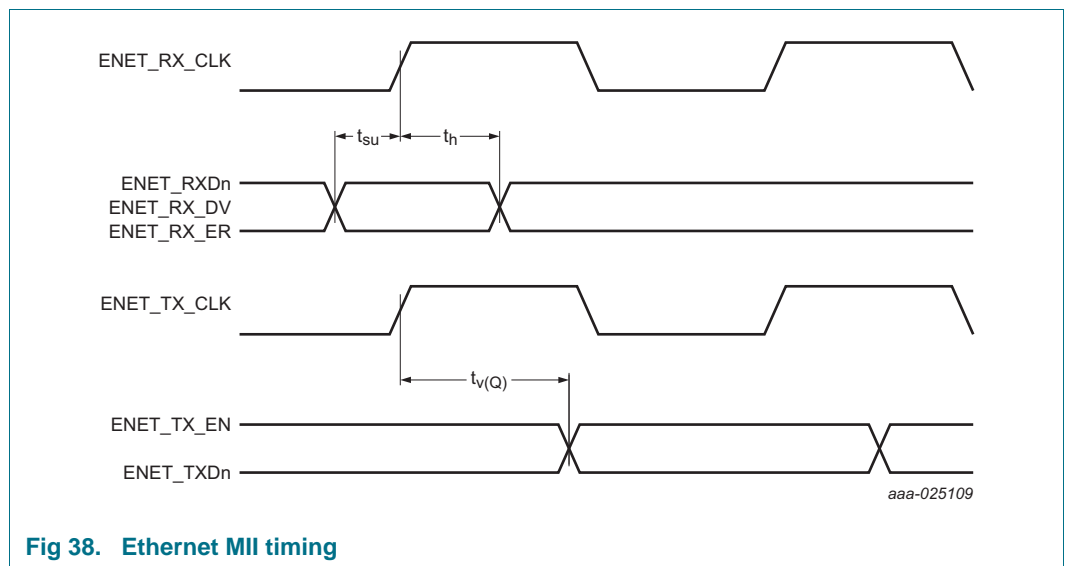 ENET_RX_CLK
tsu
th
ENET_RXDn
ENET_RX_DV
ENET_RX_ER
ENET_TX_CLK
tv(Q)
ENET_TX_EN
ENET_TXDn
aaa-025109
Fig 38. Ethernet MII timing